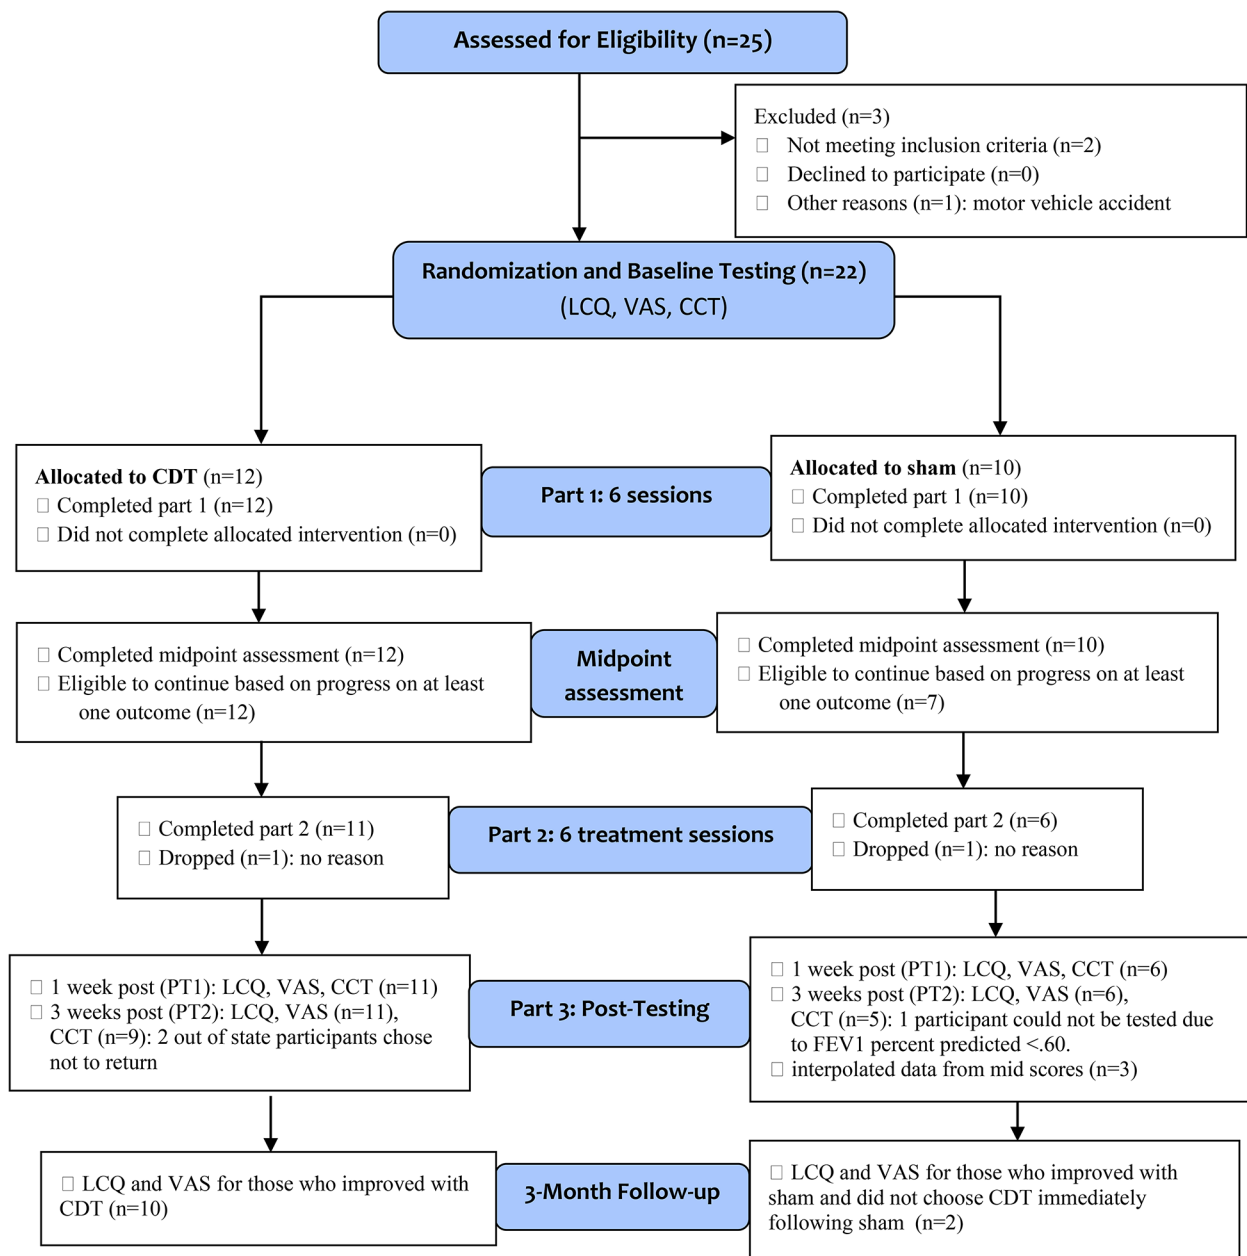 Assessed for Eligibility (n=25)
Excluded (n=3)
☐ Not meeting inclusion criteria (n=2)
☐ Declined to participate (n=0)
☐ Other reasons (n=1): motor vehicle accident
Randomization and Baseline Testing (n=22)
(LCQ, VAS, CCT)
Allocated to CDT (n=12)
☐ Completed part 1 (n=12)
☐ Did not complete allocated intervention (n=0)
Part 1: 6 sessions
Allocated to sham (n=10)
☐ Completed part 1 (n=10)
☐ Did not complete allocated intervention (n=0)
☐ Completed midpoint assessment (n=12)
☐ Eligible to continue based on progress on at least
one outcome (n=12)
Midpoint
assessment
☐ Completed midpoint assessment (n=10)
☐ Eligible to continue based on progress on at least
one outcome (n=7)
☐ Completed part 2 (n=11)
☐ Dropped (n=1): no reason
Part 2: 6 treatment sessions
☐ Completed part 2 (n=6)
☐ Dropped (n=1): no reason
☐ 1 week post (PT1): LCQ, VAS, CCT (n=11)
☐ 3 weeks post (PT2): LCQ, VAS (n=11),
CCT (n=9): 2 out of state participants chose
not to return
Part 3: Post-Testing
☐ 1 week post (PT1): LCQ, VAS, CCT (n=6)
☐ 3 weeks post (PT2): LCQ, VAS (n=6),
CCT (n=5): 1 participant could not be tested due
to FEV1 percent predicted <.60.
☐ interpolated data from mid scores (n=3)
☐ LCQ and VAS for those who improved with
CDT (n=10)
3-Month Follow-up
☐ LCQ and VAS for those who improved with
sham and did not choose CDT immediately
following sham (n=2)